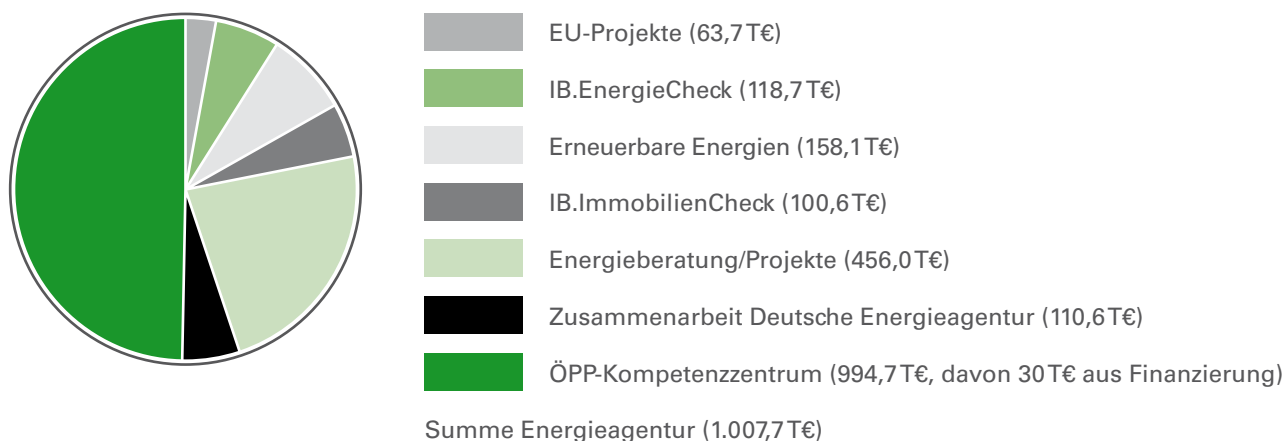 EU-Projekte (63,7 T€)
IB.EnergieCheck (118,7 T€)
Erneuerbare Energien (158,1 T€)
IB.ImmobilienCheck (100,6 T€)
Energieberatung/Projekte (456,0 T€)
Zusammenarbeit Deutsche Energieagentur (110,6 T€)
ÖPP-Kompetenzzentrum (994,7 T€, davon 30 T€ aus Finanzierung)
Summe Energieagentur (1.007,7 T€)